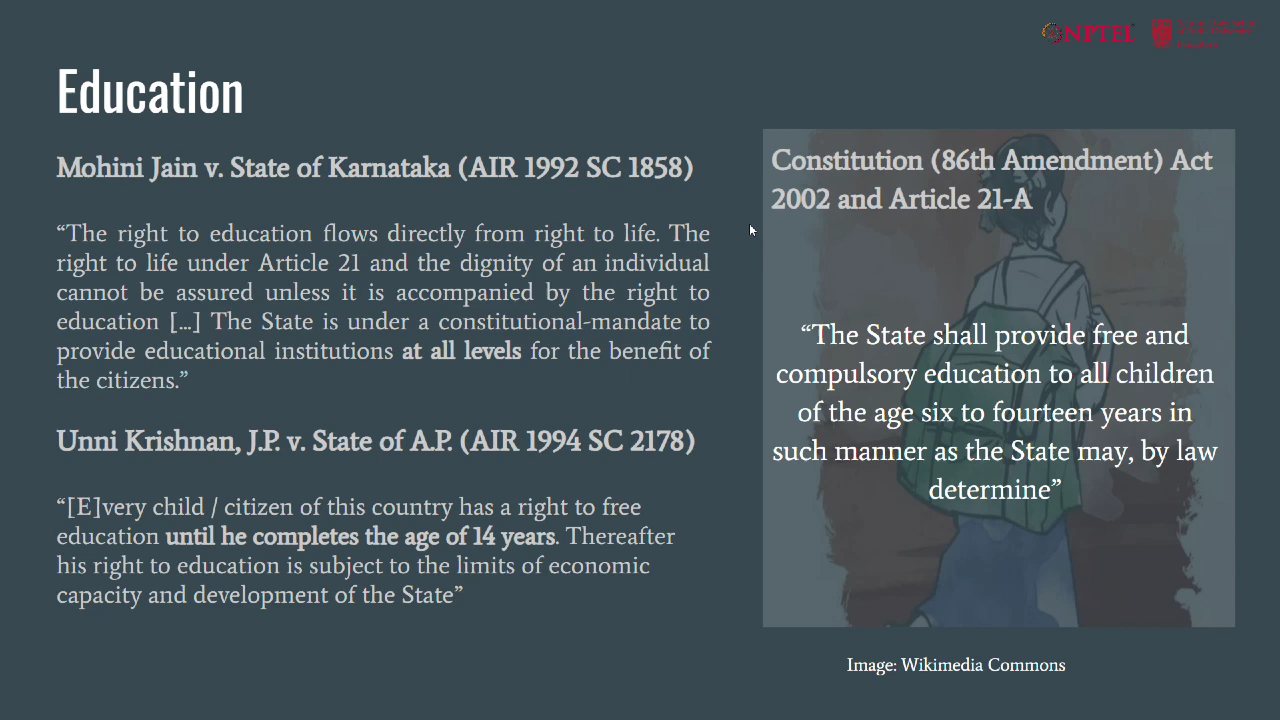 NPTEL
Education
Mohini Jain v. State of Karnataka (AIR 1992 SC 1858)
“The right to education flows directly from right to life. The
right to life under Article 21 and the dignity of an individual
cannot be assured unless it is accompanied by the right to
education [...] The State is under a constitutional-mandate to
provide educational institutions at all levels for the benefit of
the citizens.”
Unni Krishnan, J.P. v. State of A.P. (AIR 1994 SC 2178)
“[E]very child / citizen of this country has a right to free
education until he completes the age of 14 years. Thereafter
his right to education is subject to the limits of economic
capacity and development of the State”
Constitution (86th Amendment) Act
2002 and Article 21-A
“The State shall provide free and
compulsory education to all children
of the age six to fourteen years in
such manner as the State may, by law
determine”
Image: Wikimedia Commons